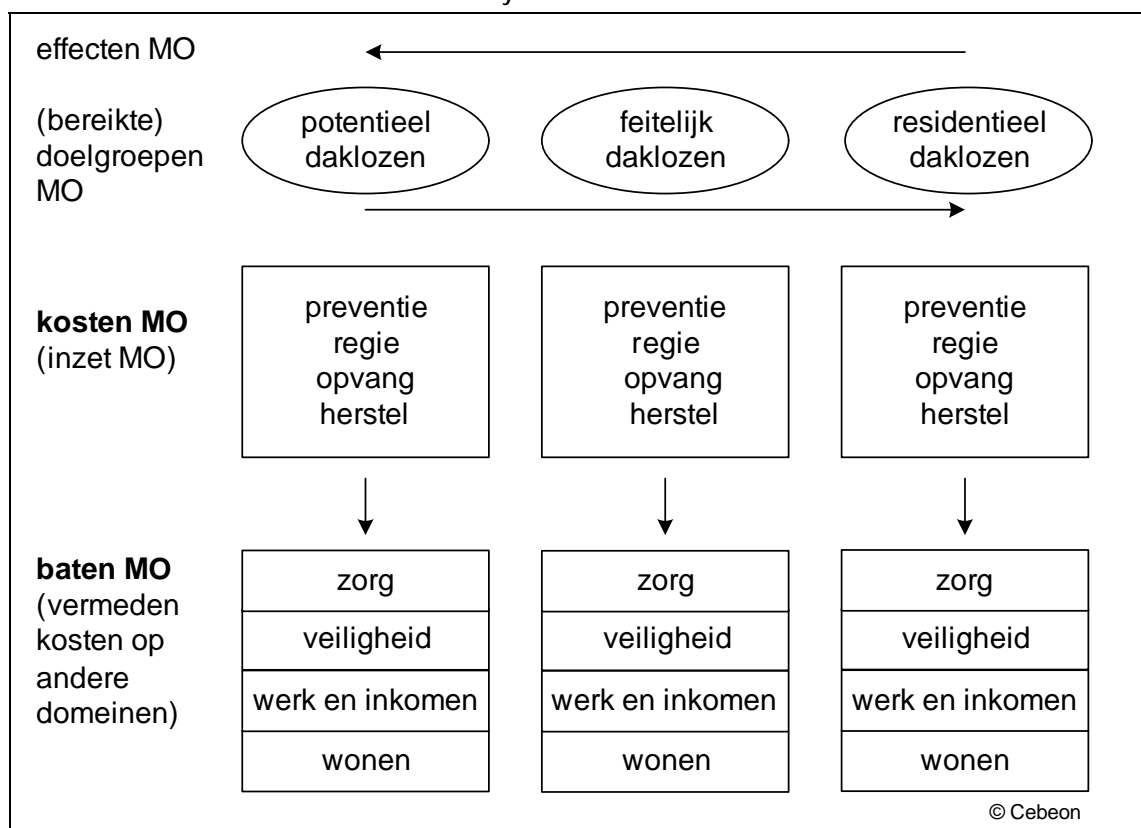 effecten MO
(bereikte)
doelgroepen
MO
potentieel
daklozen
feitelijk
daklozen
residentieel
daklozen
kosten MO
(inzet MO)
preventie
regie
opvang
herstel
preventie
regie
opvang
herstel
preventie
regie
opvang
herstel
baten MO
(vermeden
kosten op
andere
domeinen)
zorg
veiligheid
werk en inkomen
wonen
zorg
veiligheid
werk en inkomen
wonen
zorg
veiligheid
werk en inkomen
wonen
© Cebeon